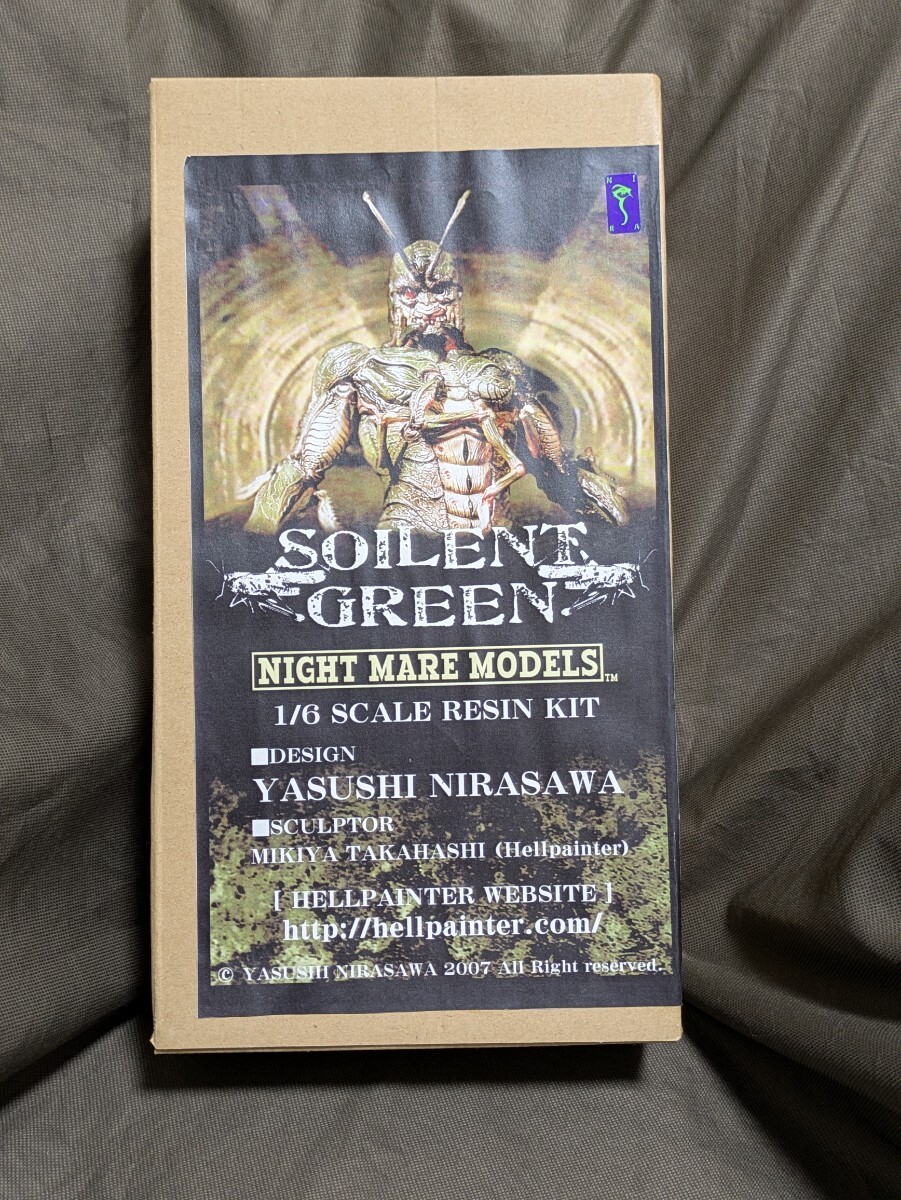 N I
R A
SOILENT
GREEN
NIGHT MARE MODELS TM
1/6 SCALE RESIN KIT
■DESIGN
YASUSHI NIRASAWA
■SCULPTOR
MIKIYA TAKAHASHI (Hellpainter)
[ HELLPAINTER WEBSITE ]
http://hellpainter.com/
© YASUSHI NIRASAWA 2007 All Right reserved.